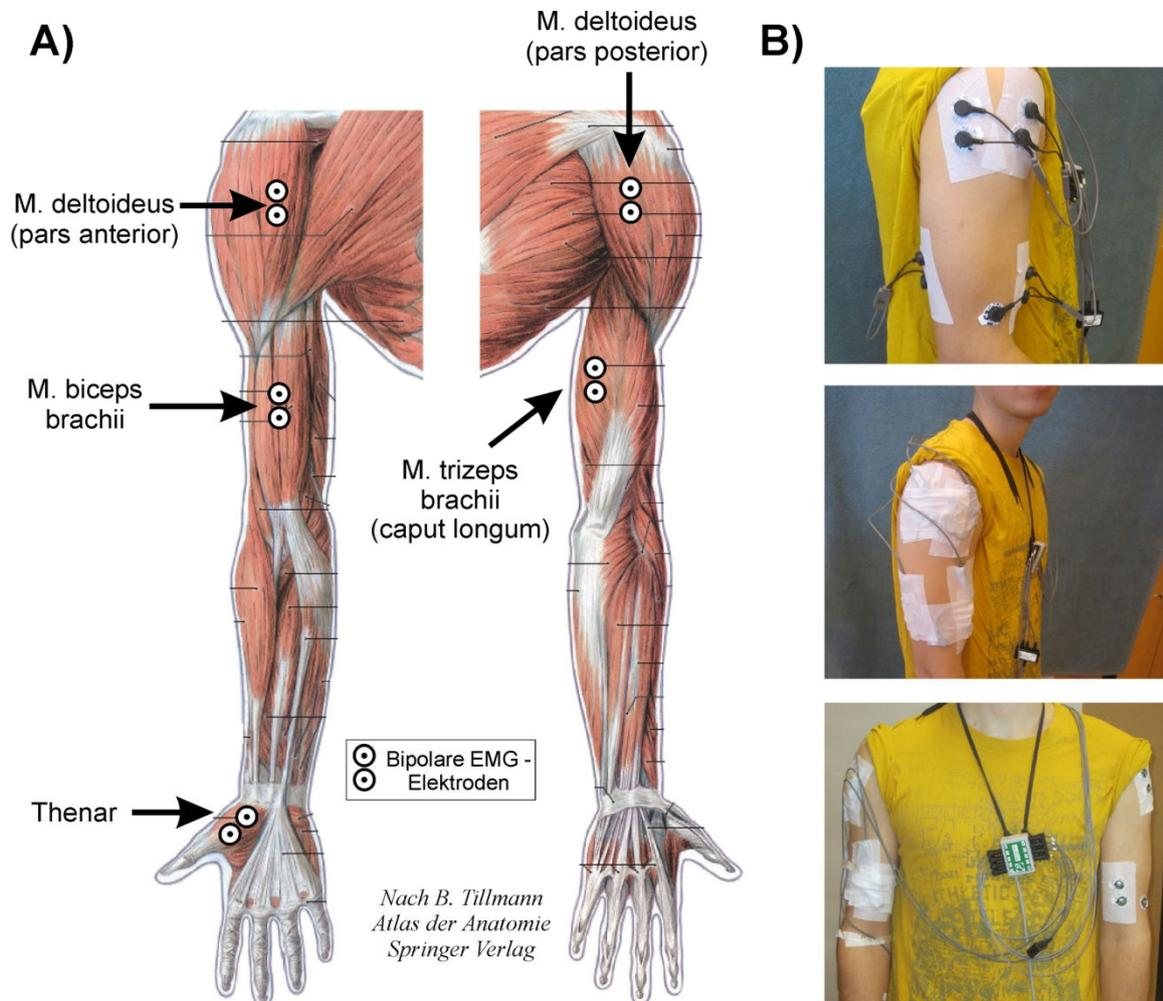 A)
M. deltoideus
(pars posterior)
B)
M. deltoideus
(pars anterior)
M. biceps
brachii
M. trizeps
brachii
(caput longum)
Bipolare EMG -
Elektroden
Thenar
Nach B. Tillmann
Atlas der Anatomie
Springer Verlag
ATHLETIC